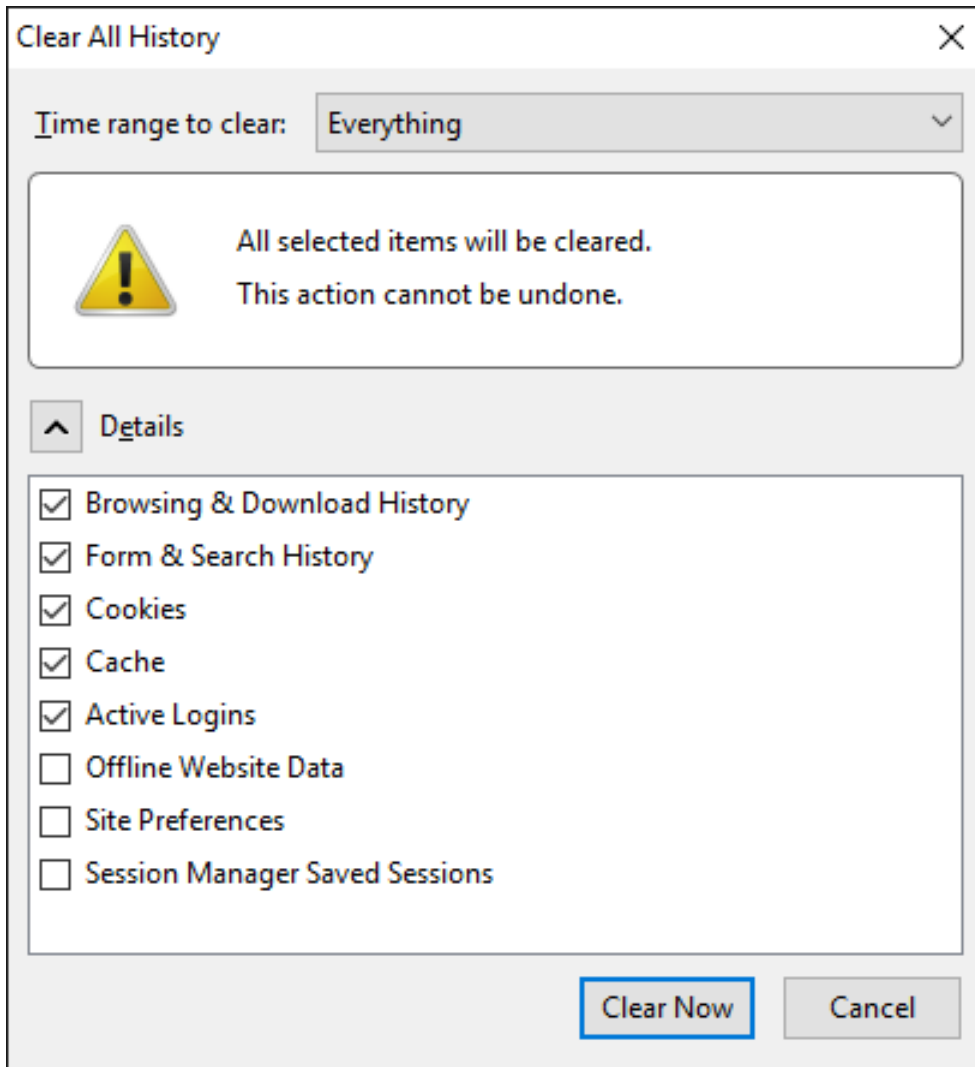 Clear All History
Time range to clear: Everything
All selected items will be cleared.
This action cannot be undone.
Details
Browsing & Download History
Form & Search History
Cookies
Cache
Active Logins
Offline Website Data
Site Preferences
Session Manager Saved Sessions
Clear Now Cancel